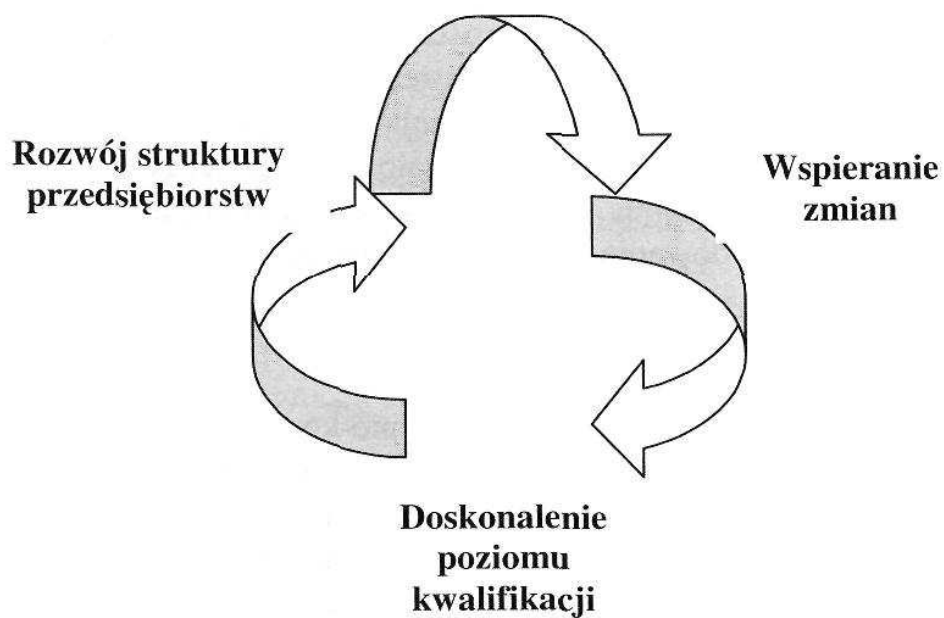 Rozwój struktury
przedsiębiorstw
Wspieranie
zmian
Doskonalenie
poziomu
kwalifikacji